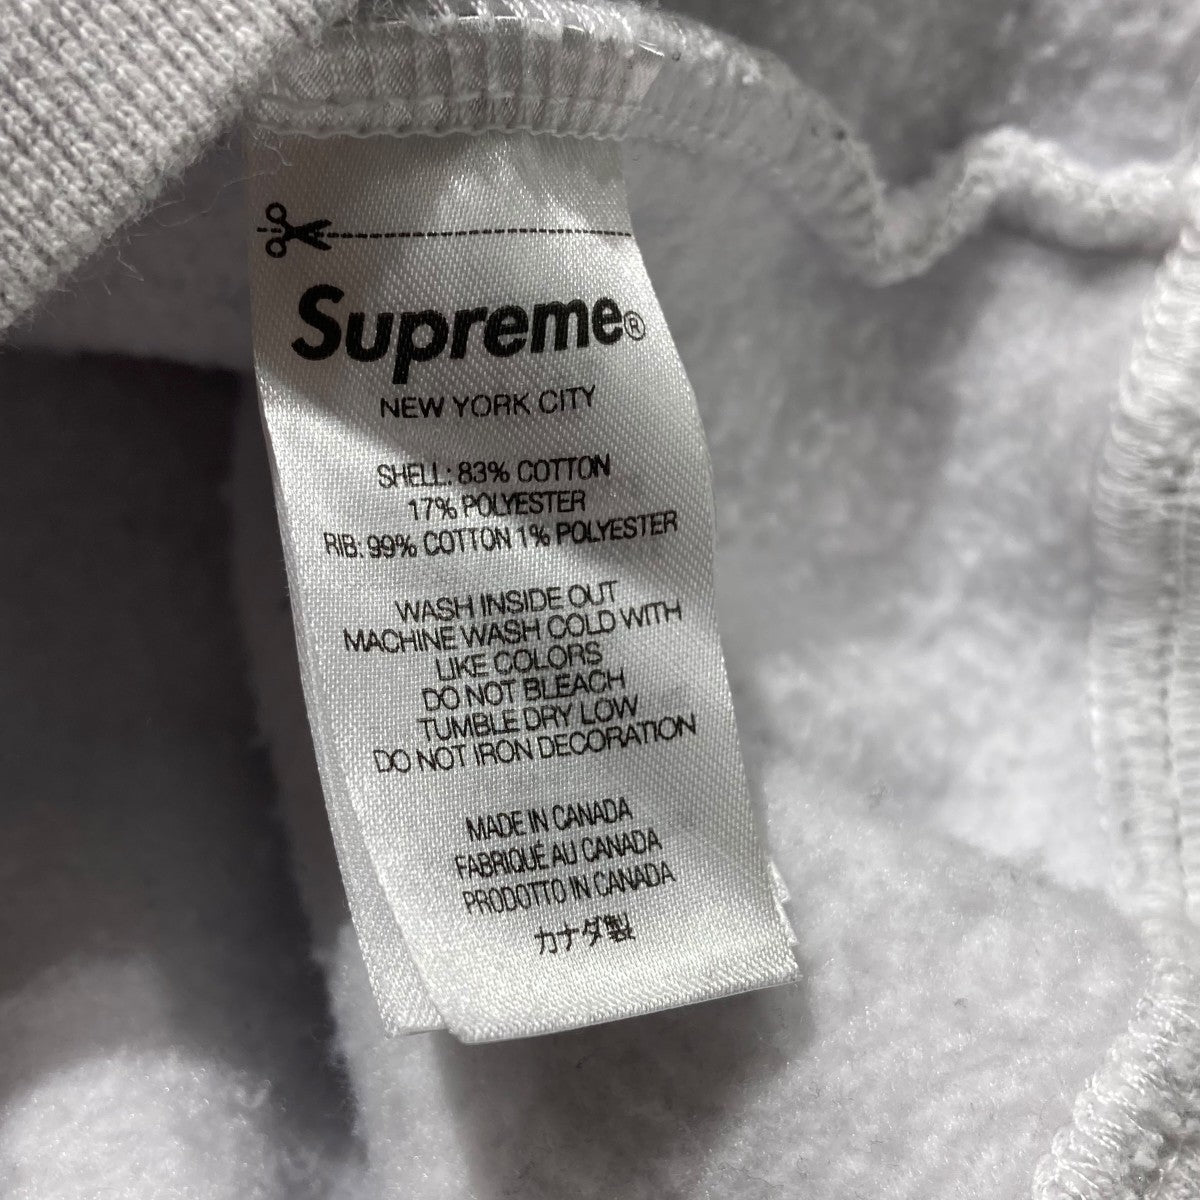 Supreme®
NEW YORK CITY
SHELL: 83% COTTON
17% POLYESTER
RIB: 99% COTTON 1% POLYESTER
WASH INSIDE OUT
MACHINE WASH COLD WITH
LIKE COLORS
DO NOT BLEACH
TUMBLE DRY LOW
DO NOT IRON DECORATION
MADE IN CANADA
FABRIQUÉ AU CANADA
PRODOTTO IN CANADA
カナダ製